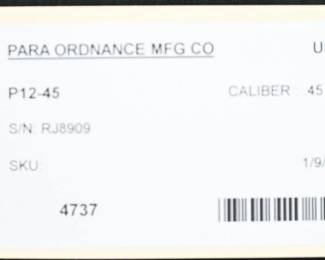 PARA ORDNANCE MFG CO U
P12-45 CALIBER : .45
S/N: RJ8909
SKU:
1/9/
4737